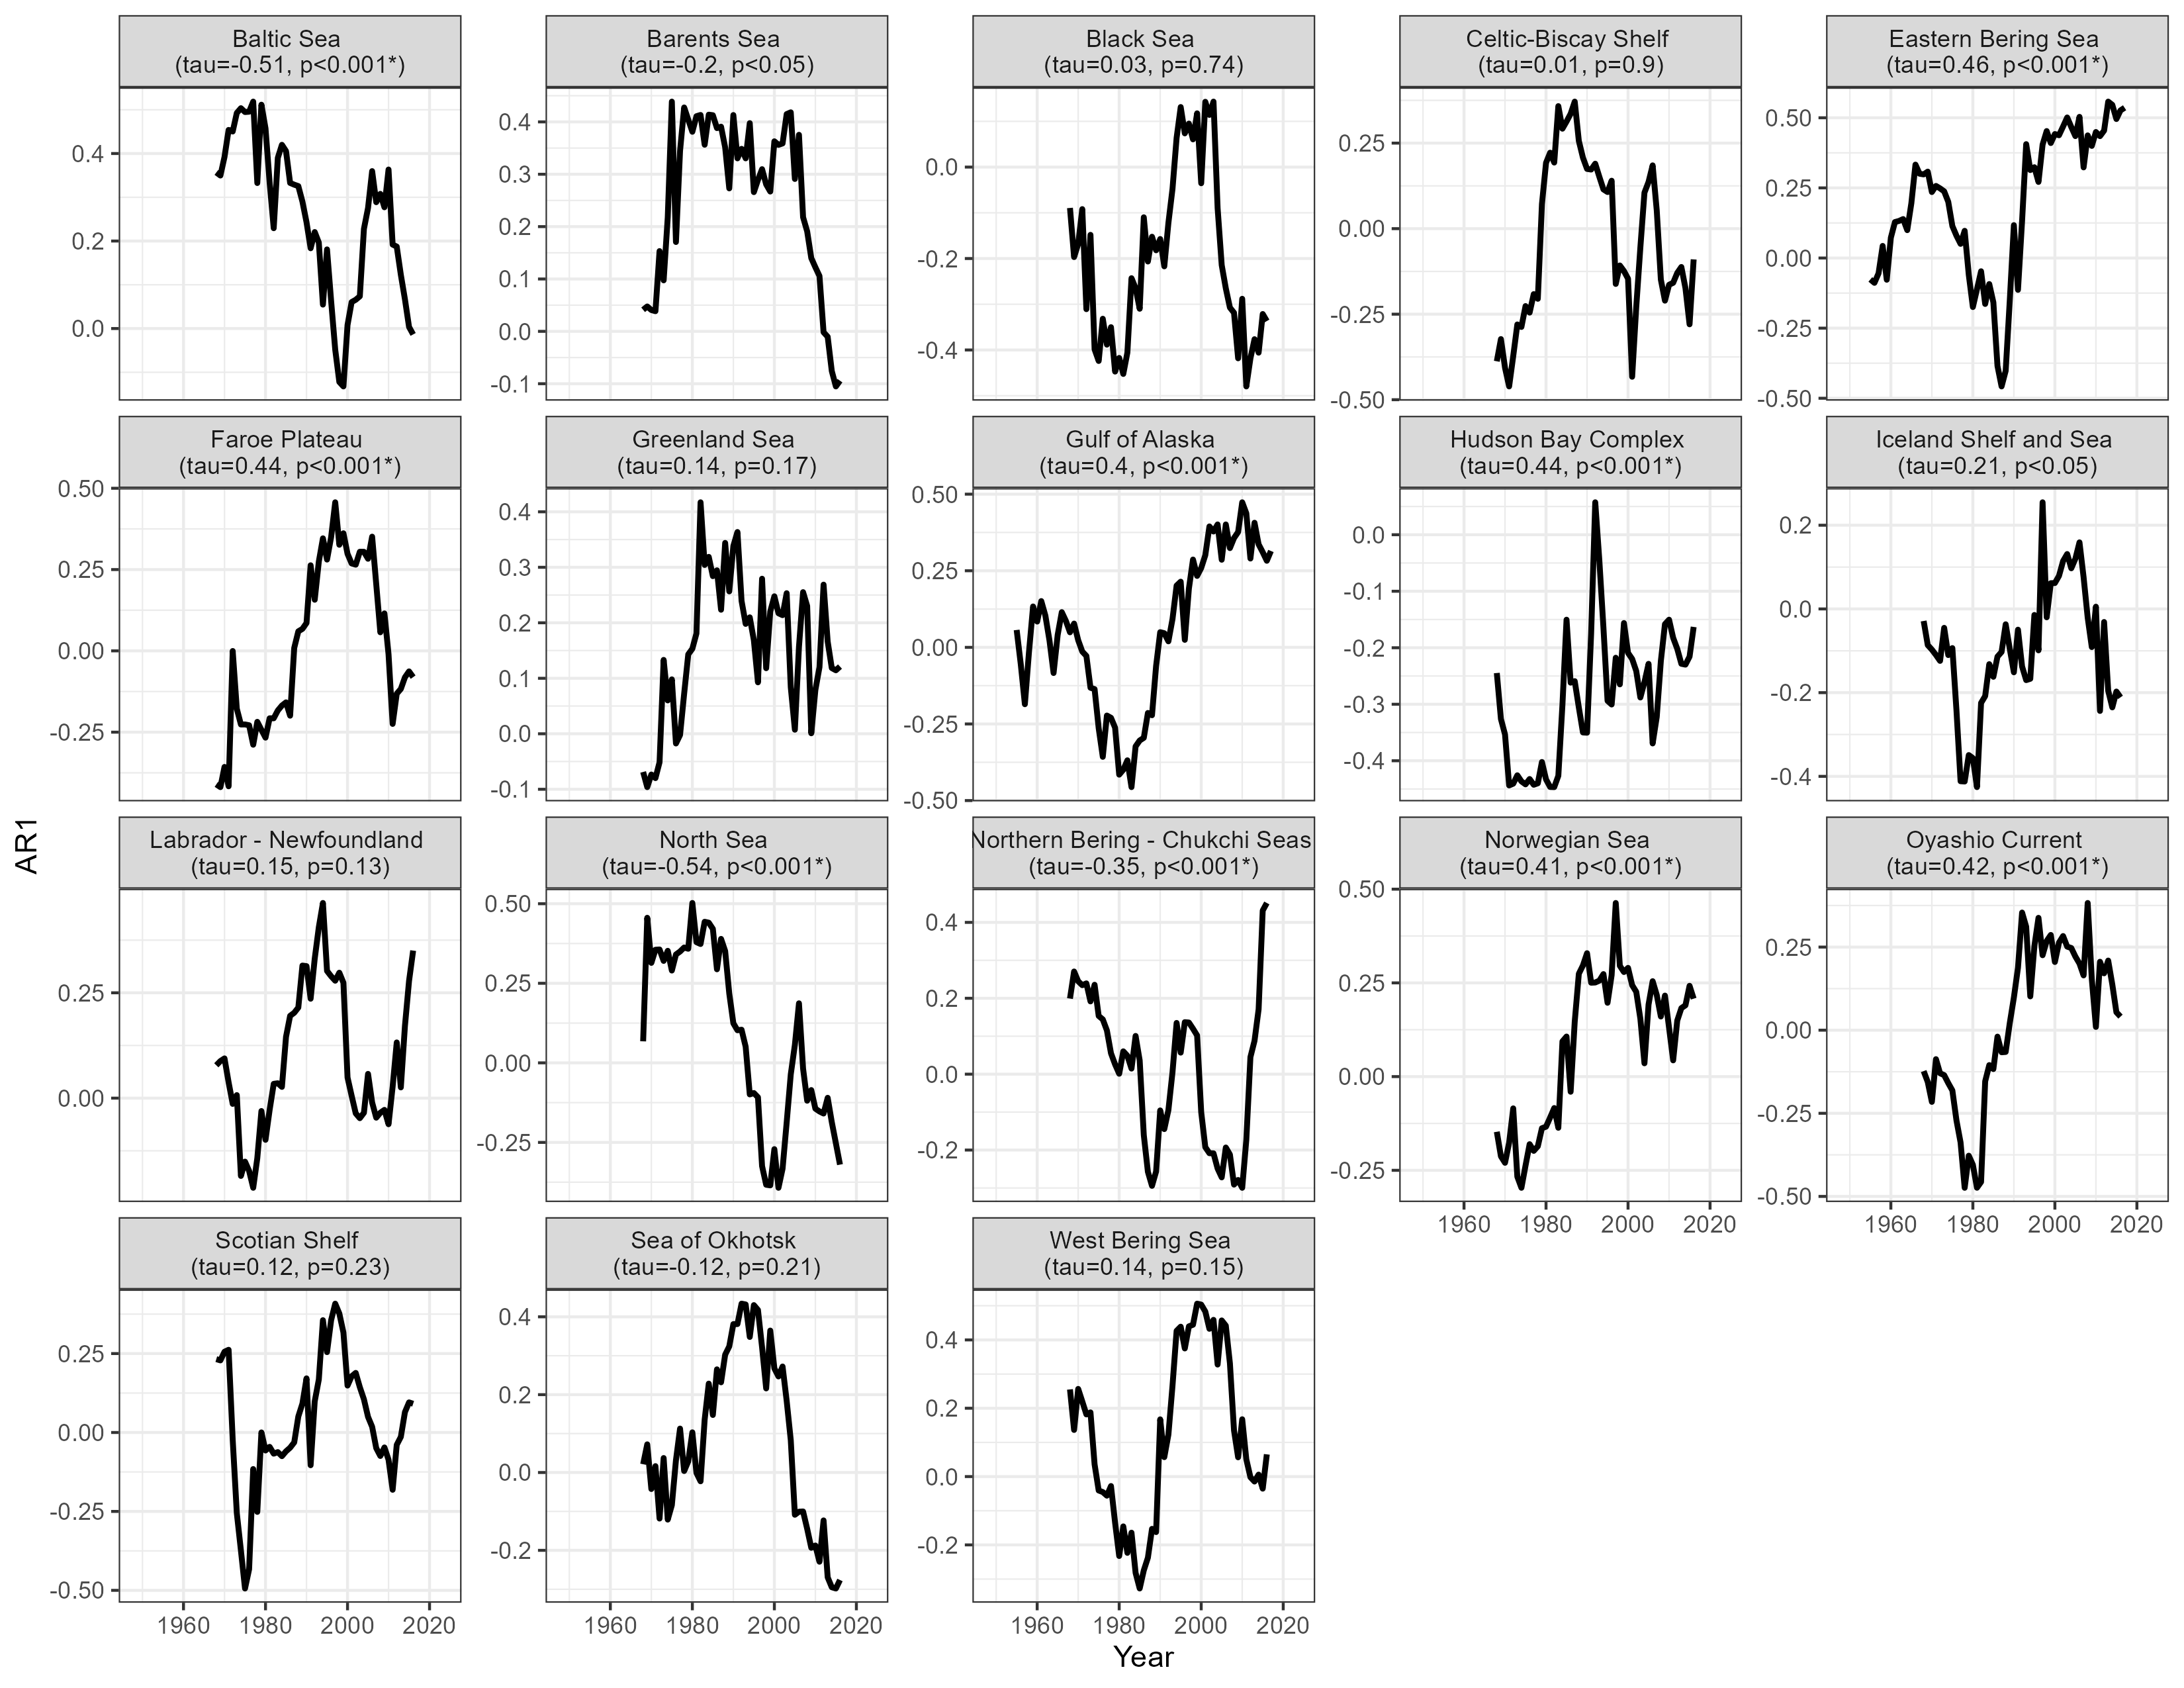 Baltic Sea
(tau=-0.51, p<0.001*)
Barents Sea
(tau=-0.2, p<0.05)
Black Sea
(tau=0.03, p=0.74)
Celtic-Biscay Shelf
(tau=0.01, p=0.9)
Eastern Bering Sea
(tau=0.46, p<0.001*)
0.4
0.2
0.0
0.4
0.3
0.2
0.1
0.0
-0.1
0.0
-0.2
-0.4
0.25
0.00
-0.25
-0.50
0.50
0.25
0.00
-0.25
-0.50
Faroe Plateau
(tau=0.44, p<0.001*)
Greenland Sea
(tau=0.14, p=0.17)
Gulf of Alaska
(tau=0.4, p<0.001*)
Hudson Bay Complex
(tau=0.44, p<0.001*)
Iceland Shelf and Sea
(tau=0.21, p<0.05)
0.50
0.25
0.00
-0.25
0.4
0.3
0.2
0.1
0.0
-0.1
0.50
0.25
0.00
-0.25
-0.50
0.0
-0.1
-0.2
-0.3
-0.4
0.2
0.0
-0.2
-0.4
AR1
Labrador - Newfoundland
(tau=0.15, p=0.13)
North Sea
(tau=-0.54, p<0.001*)
Northern Bering - Chukchi Seas
(tau=-0.35, p<0.001*)
Norwegian Sea
(tau=0.41, p<0.001*)
Oyashio Current
(tau=0.42, p<0.001*)
0.25
0.00
0.50
0.25
0.00
-0.25
0.4
0.2
0.0
-0.2
0.50
0.25
0.00
-0.25
0.25
0.00
-0.25
-0.50
1960 1980 2000 2020
1960 1980 2000 2020
Scotian Shelf
(tau=0.12, p=0.23)
Sea of Okhotsk
(tau=-0.12, p=0.21)
West Bering Sea
(tau=0.14, p=0.15)
0.25
0.00
-0.25
-0.50
0.4
0.2
0.0
-0.2
0.4
0.2
0.0
-0.2
1960 1980 2000 2020
1960 1980 2000 2020
1960 1980 2000 2020
Year